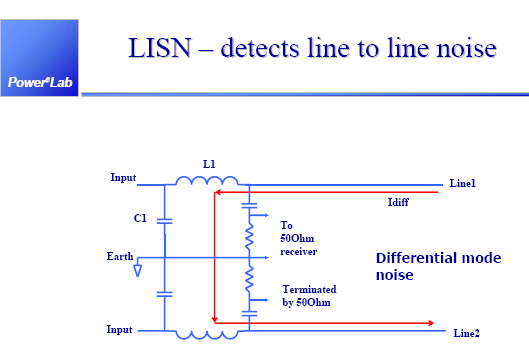 LISN – detects line to line noise
PowereLab
L1
Input
Line1
Idiff
C1
To
50Ohm
receiver
Earth
Differential mode
noise
Terminated
by 50Ohm
Input
Line2